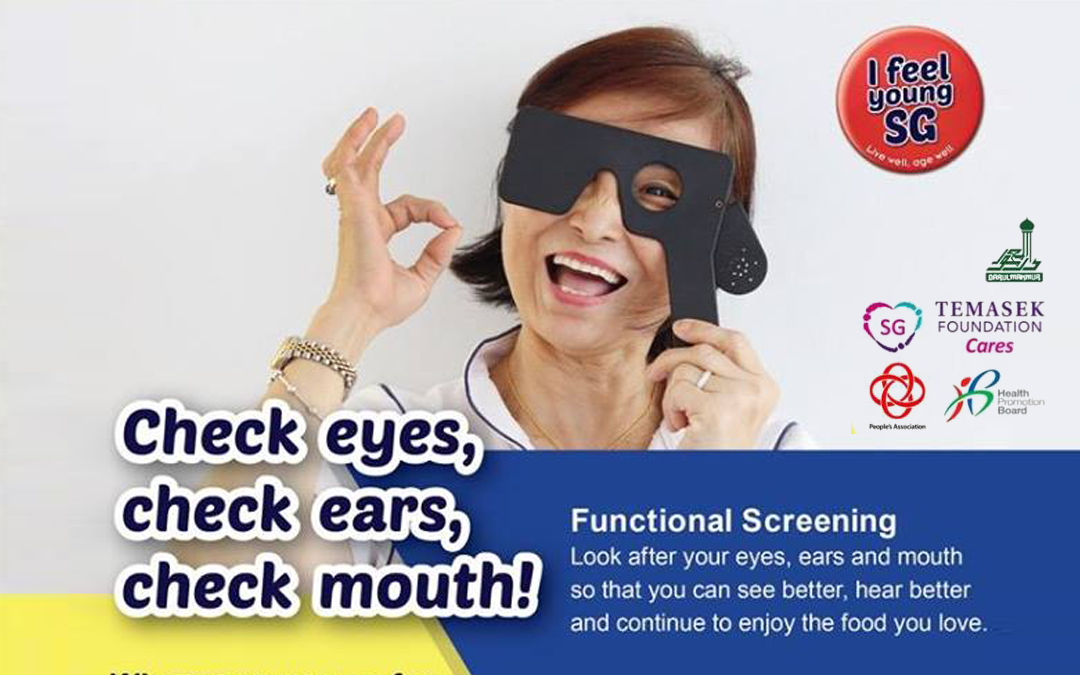 I feel
young
SG
Live well, age well
DARULMAKMUR
SG
TEMASEK
FOUNDATION
Cares
People's Association
Health
Promotion
Board
Check eyes,
check ears,
check mouth!
Functional Screening
Look after your eyes, ears and mouth
so that you can see better, hear better
and continue to enjoy the food you love.